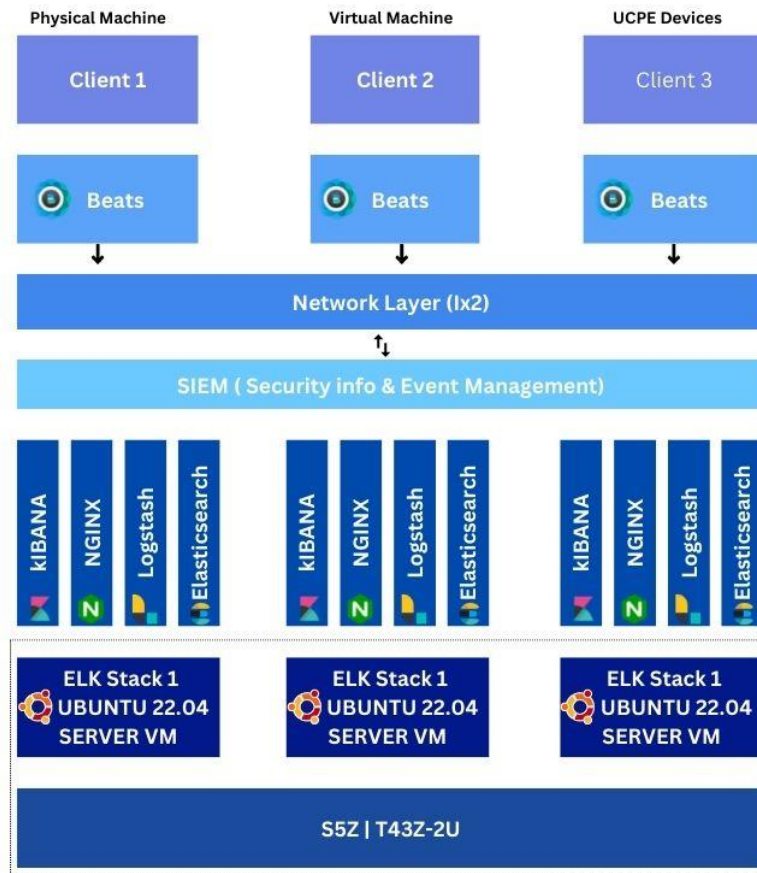 Physical Machine
Virtual Machine
UCPE Devices
Client 1
Client 2
Client 3
Beats
Beats
Beats
Network Layer (Ix2)
SIEM ( Security info & Event Management)
kIBANA
NGINX
Logstash
Elasticsearch
kIBANA
NGINX
Logstash
Elasticsearch
kIBANA
NGINX
Logstash
Elasticsearch
ELK Stack 1
UBUNTU 22.04
SERVER VM
ELK Stack 1
UBUNTU 22.04
SERVER VM
ELK Stack 1
UBUNTU 22.04
SERVER VM
S5Z | T43Z-2U